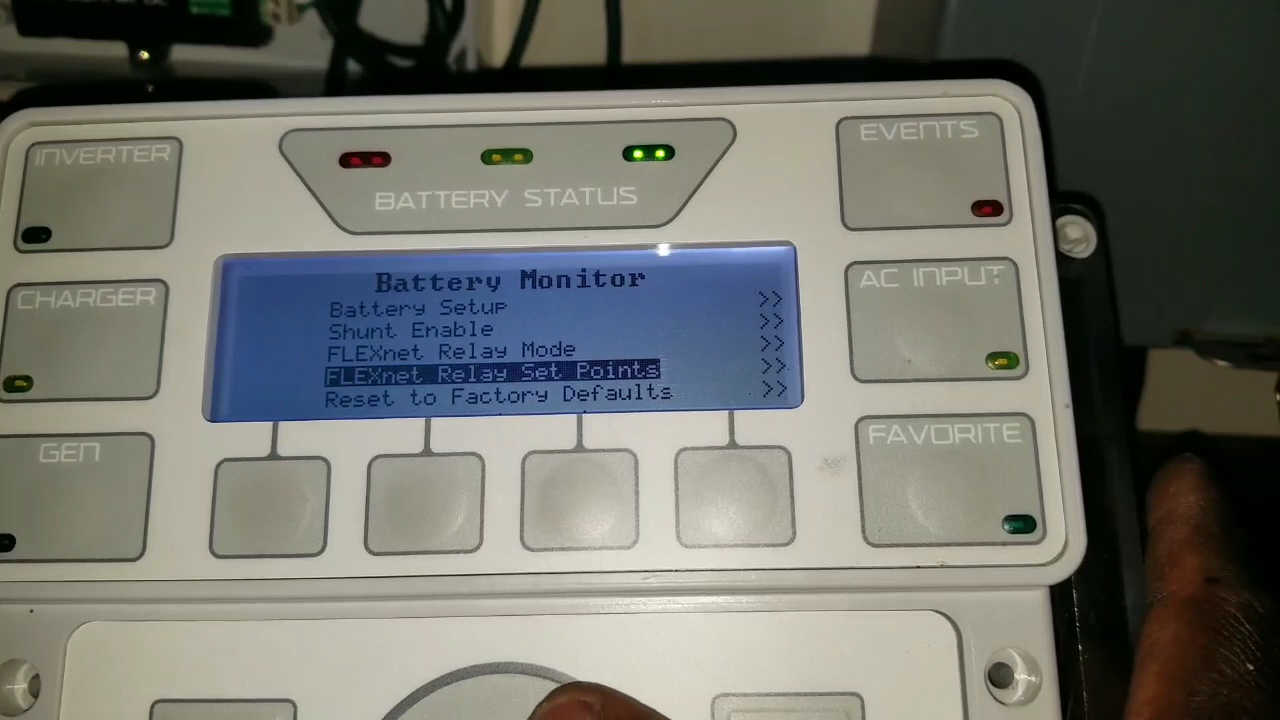 INVERTER
BATTERY STATUS
EVENTS
CHARGER
Battery Monitor
Battery Setup >>
Shunt Enable >>
FLEXnet Relay Mode >>
FLEXnet Relay Set Points >>
Reset to Factory Defaults >>
AC INPUT
GEN
FAVORITE